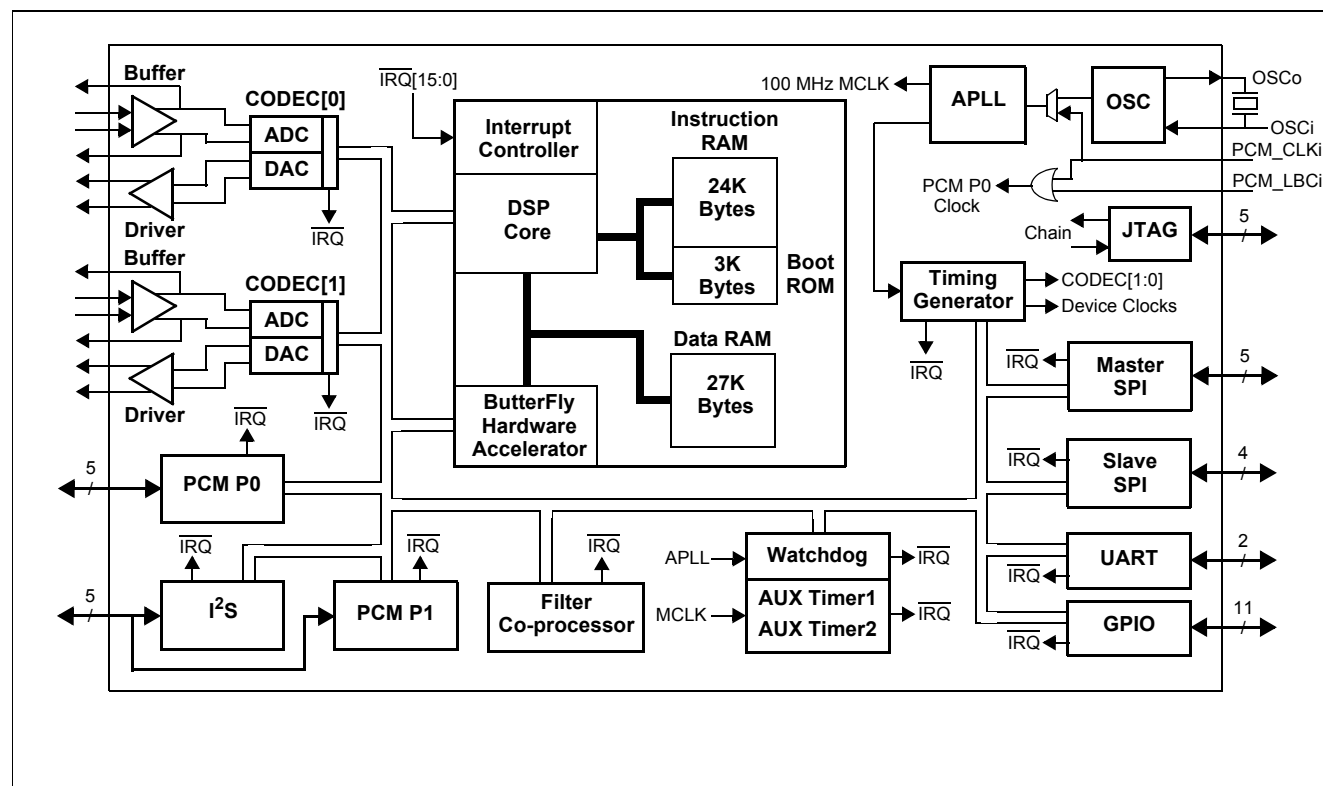 Buffer
CODEC[0]
ADC
DAC
IRQ
Driver
Buffer
CODEC[1]
ADC
DAC
IRQ
Driver
IRQ[15:0]
Interrupt
Controller
DSP
Core
ButterFly
Hardware
Accelerator
Instruction
RAM
24K
Bytes
3K
Bytes
Boot
ROM
Data RAM
27K
Bytes
100 MHz MCLK
APLL
OSC
OSCo
OSCi
PCM_CLKi
PCM_LBCi
PCM P0
Clock
Chain
JTAG
5
Timing
Generator
CODEC[1:0]
Device Clocks
IRQ
IRQ
Master
SPI
5
IRQ
Slave
SPI
4
UART
IRQ
2
GPIO
IRQ
11
IRQ
5
PCM P0
IRQ
5
I²S
IRQ
PCM P1
IRQ
Filter
Co-processor
APLL
Watchdog
IRQ
MCLK
AUX Timer1
AUX Timer2
IRQ